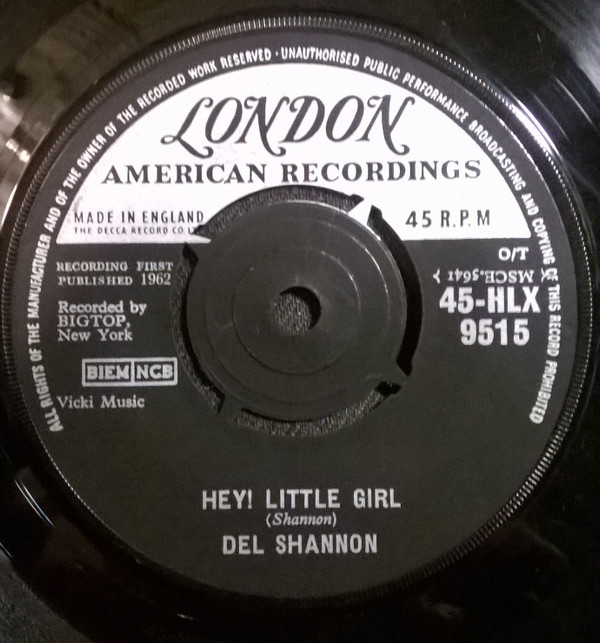 ALL RIGHTS OF THE MANUFACTURER AND OF THE OWNER OF THE RECORDED WORK RESERVED · UNAUTHORISED PUBLIC PERFORMANCE BROADCASTING AND COPYING OF THIS RECORD PROHIBITED
LONDON
AMERICAN RECORDINGS
MADE IN ENGLAND
THE DECCA RECORD CO.
45 R.P.M
RECORDING FIRST
PUBLISHED 1962
Recorded by
BIGTOP,
New York
BIEM NCB
Vicki Music
O/T
MSCE.5641
45-HLX
9515
HEY! LITTLE GIRL
(Shannon)
DEL SHANNON